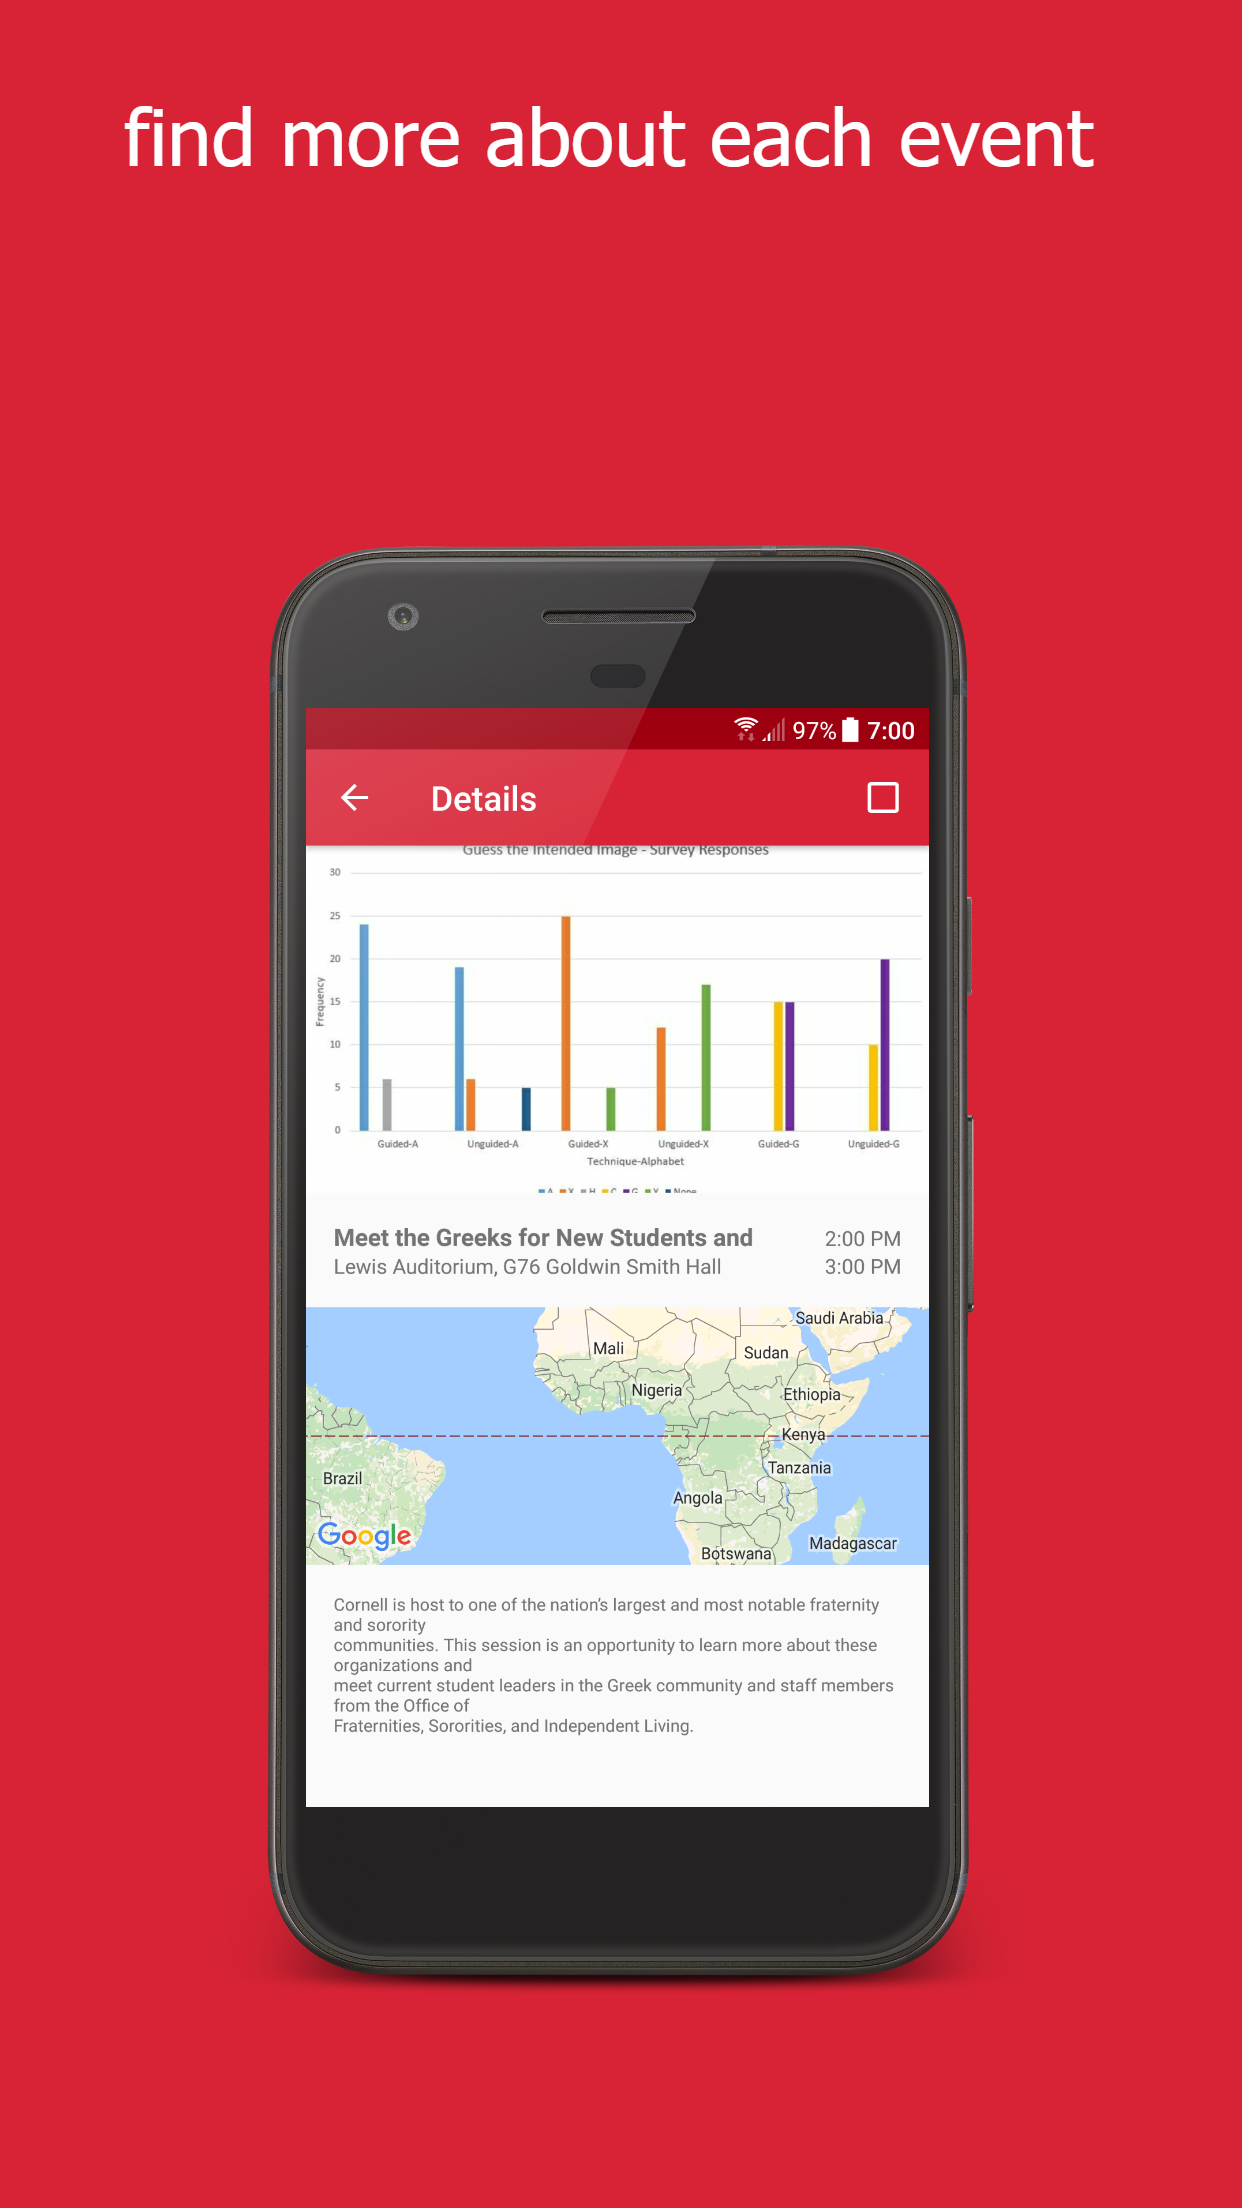 find more about each event
97% 7:00
Details
Guess the Intended Image - Survey Responses
30
25
20
15
10
5
0
Frequency
Guided-A Unguided-A Guided-X Unguided-X Guided-G Unguided-G
Technique-Alphabet
A X H C G Y None
Meet the Greeks for New Students and 2:00 PM
Lewis Auditorium, G76 Goldwin Smith Hall 3:00 PM
Saudi Arabia
Mali
Sudan
Nigeria
Ethiopia
Kenya
Tanzania
Brazil
Angola
Google
Madagascar
Botswana
Cornell is host to one of the nation's largest and most notable fraternity
and sorority
communities. This session is an opportunity to learn more about these
organizations and
meet current student leaders in the Greek community and staff members
from the Office of
Fraternities, Sororities, and Independent Living.